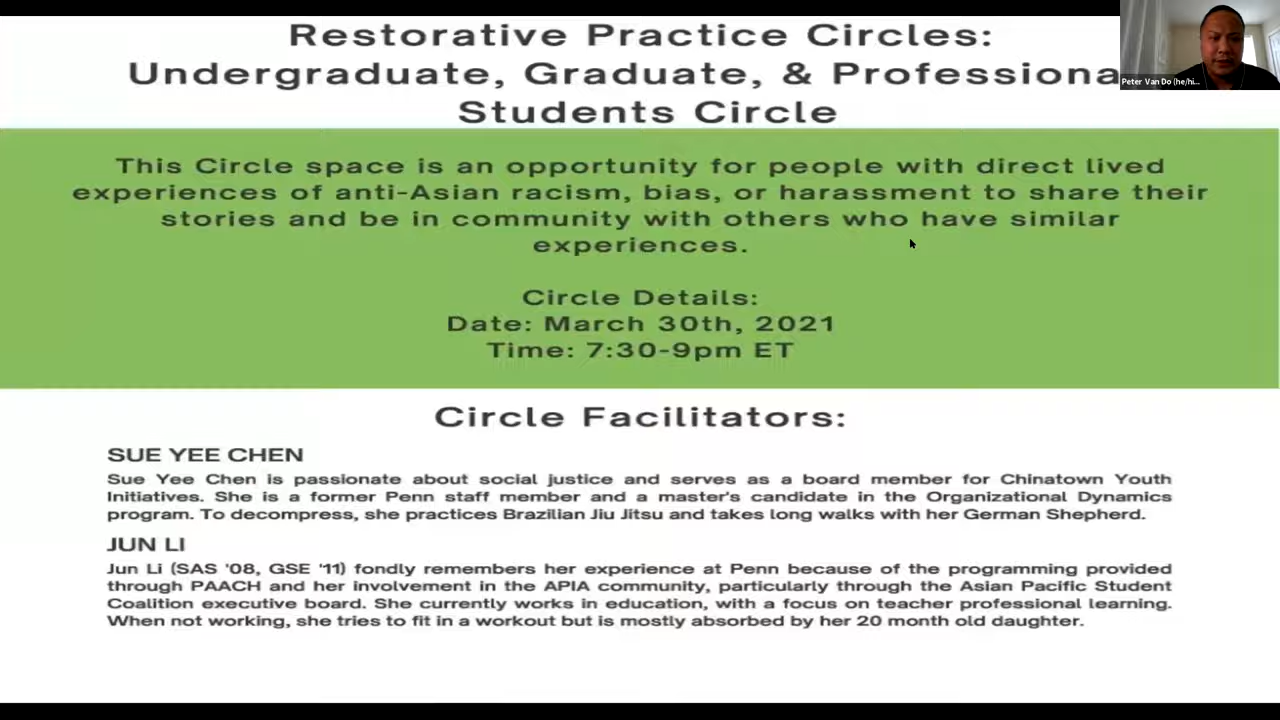 Restorative Practice Circles:
Undergraduate, Graduate, & Professiona
Students Circle
Peter Van Do (he/hi...
This Circle space is an opportunity for people with direct lived
experiences of anti-Asian racism, bias, or harassment to share their
stories and be in community with others who have similar
experiences.
Circle Details:
Date: March 30th, 2021
Time: 7:30-9pm ET
Circle Facilitators:
SUE YEE CHEN
Sue Yee Chen is passionate about social justice and serves as a board member for Chinatown Youth
Initiatives. She is a former Penn staff member and a master's candidate in the Organizational Dynamics
program. To decompress, she practices Brazilian Jiu Jitsu and takes long walks with her German Shepherd.
JUN LI
Jun Li (SAS '08, GSE '11) fondly remembers her experience at Penn because of the programming provided
through PAACH and her involvement in the APIA community, particularly through the Asian Pacific Student
Coalition executive board. She currently works in education, with a focus on teacher professional learning.
When not working, she tries to fit in a workout but is mostly absorbed by her 20 month old daughter.